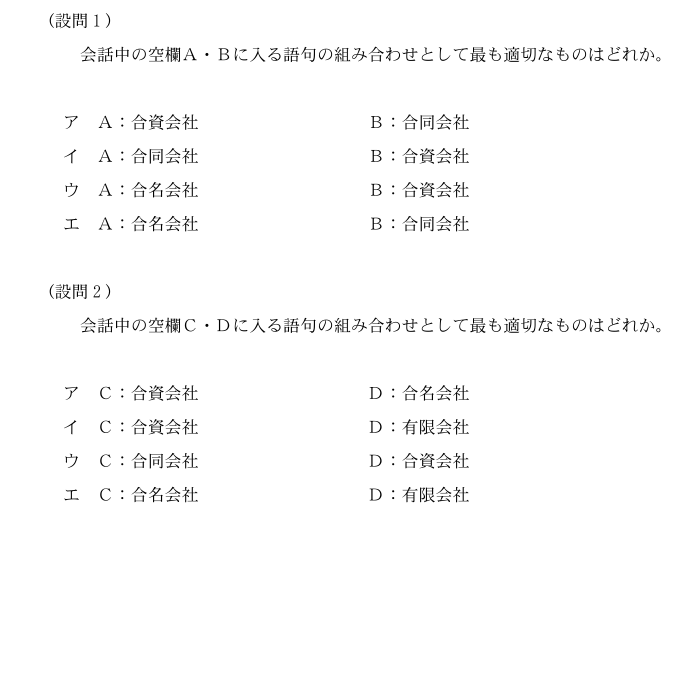 （設問１）
会話中の空欄Ａ・Ｂに入る語句の組み合わせとして最も適切なものはどれか。
ア　Ａ：合資会社　Ｂ：合同会社
イ　Ａ：合同会社　Ｂ：合資会社
ウ　Ａ：合名会社　Ｂ：合資会社
エ　Ａ：合名会社　Ｂ：合同会社
（設問２）
会話中の空欄Ｃ・Ｄに入る語句の組み合わせとして最も適切なものはどれか。
ア　Ｃ：合資会社　Ｄ：合名会社
イ　Ｃ：合資会社　Ｄ：有限会社
ウ　Ｃ：合同会社　Ｄ：合資会社
エ　Ｃ：合名会社　Ｄ：有限会社